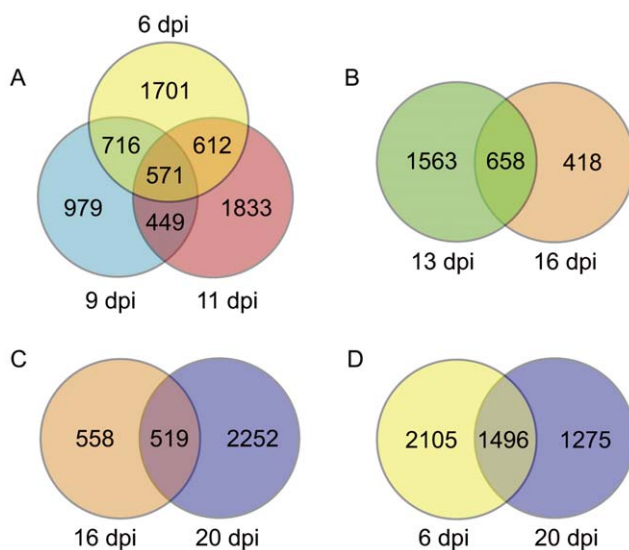 6 dpi
A
1701
B
716
612
1563
658
418
571
979
449
1833
13 dpi
16 dpi
9 dpi
11 dpi
C
D
558
519
2252
2105
1496
1275
16 dpi
20 dpi
6 dpi
20 dpi